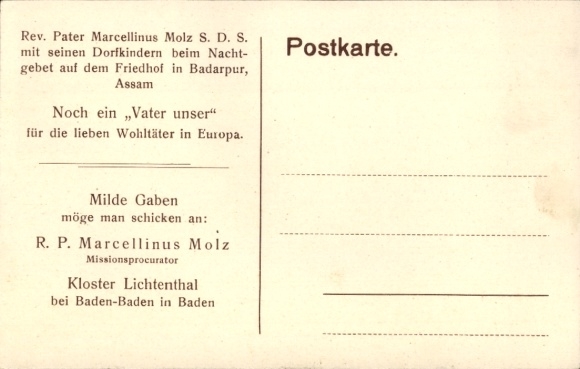 Rev. Pater Marcellinus Molz S. D. S.
mit seinen Dorfkindern beim Nacht-
gebet auf dem Friedhof in Badarpur,
Assam
Noch ein „Vater unser“
für die lieben Wohltäter in Europa.
Milde Gaben
möge man schicken an:
R. P. Marcellinus Molz
Missionsprocurator
Kloster Lichtenthal
bei Baden-Baden in Baden
Postkarte.